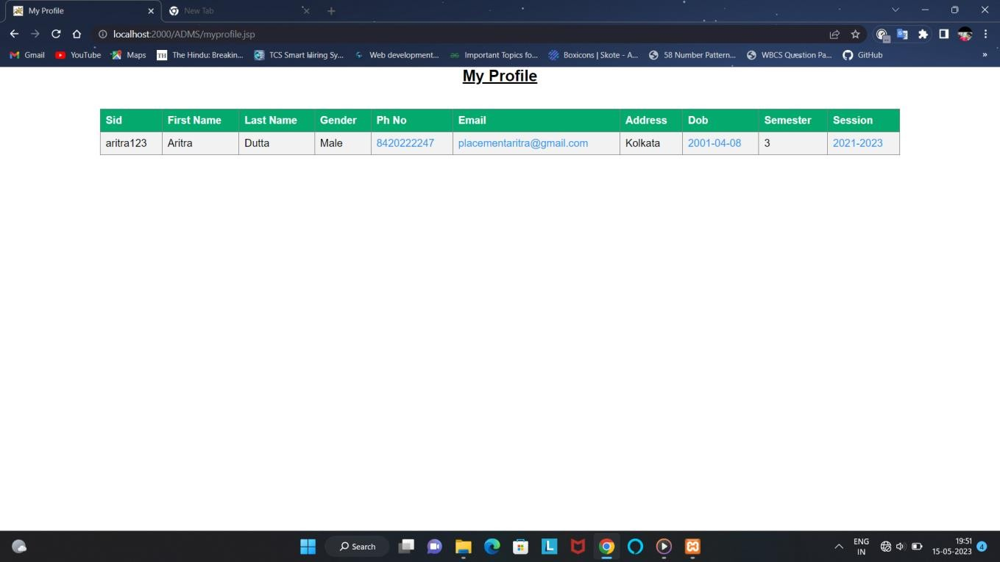 My Profile
New Tab
localhost:2000/ADMS/myprofile.jsp
Gmail YouTube Maps TH The Hindu: Breakin... TCS Smart Hiring Sy... Web development... Important Topics fo... Boxicons | Skote - A... 58 Number Pattern... WBCS Question Pa... GitHub »
My Profile
Sid First Name Last Name Gender Ph No Email Address Dob Semester Session
aritra123 Aritra Dutta Male 8420222247 placementaritra@gmail.com Kolkata 2001-04-08 3 2021-2023
Search L ENG 19:51
IN 15-05-2023 4